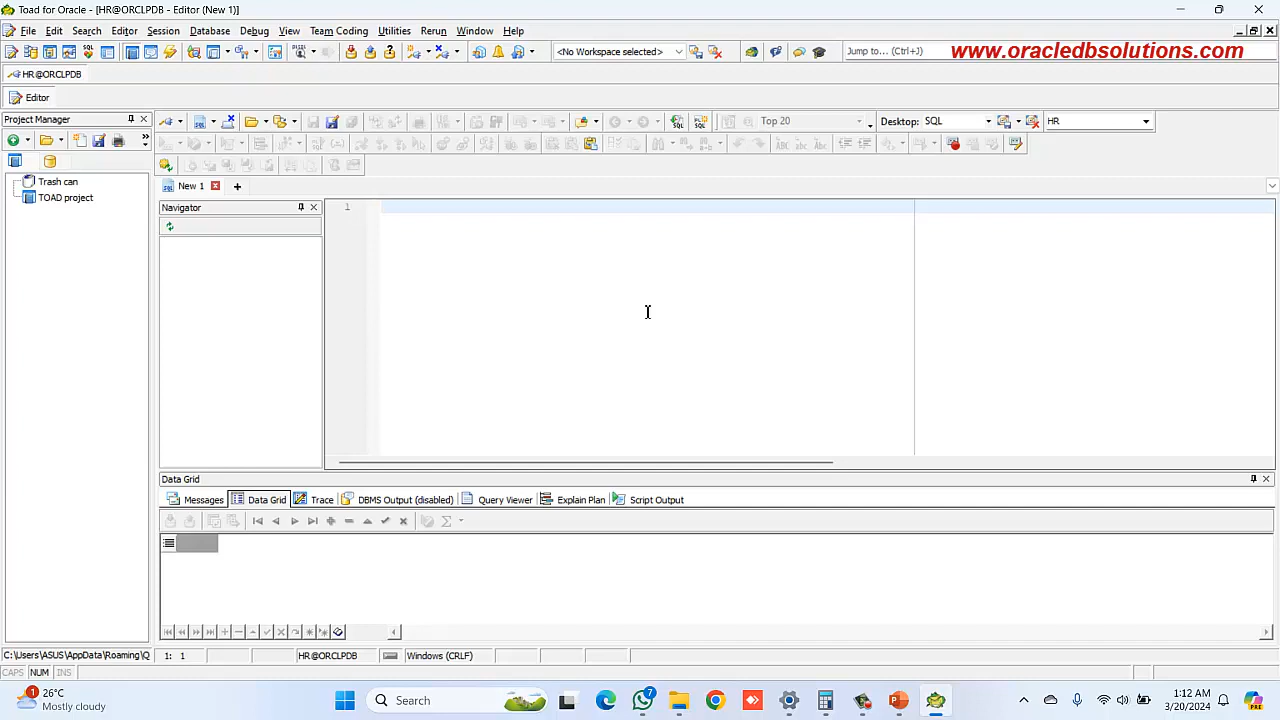 Toad for Oracle - [HR@ORCLPDB - Editor (New 1)]
File Edit Search Editor Session Database Debug View Team Coding Utilities Rerun Window Help
<No Workspace selected> Jump to... (Ctrl+J) www.oracledbsolutions.com
HR@ORCLPDB
Editor
Project Manager
Top 20 Desktop: SQL HR
Trash can
TOAD project
New 1
Navigator
1
Data Grid
Messages Data Grid Trace DBMS Output (disabled) Query Viewer Explain Plan Script Output
C:\Users\ASUS\AppData\Roaming\Q 1: 1 HR@ORCLPDB Windows (CRLF)
CAPS NUM INS
1 26°C
Mostly cloudy
Search
7
1:12 AM
3/20/2024